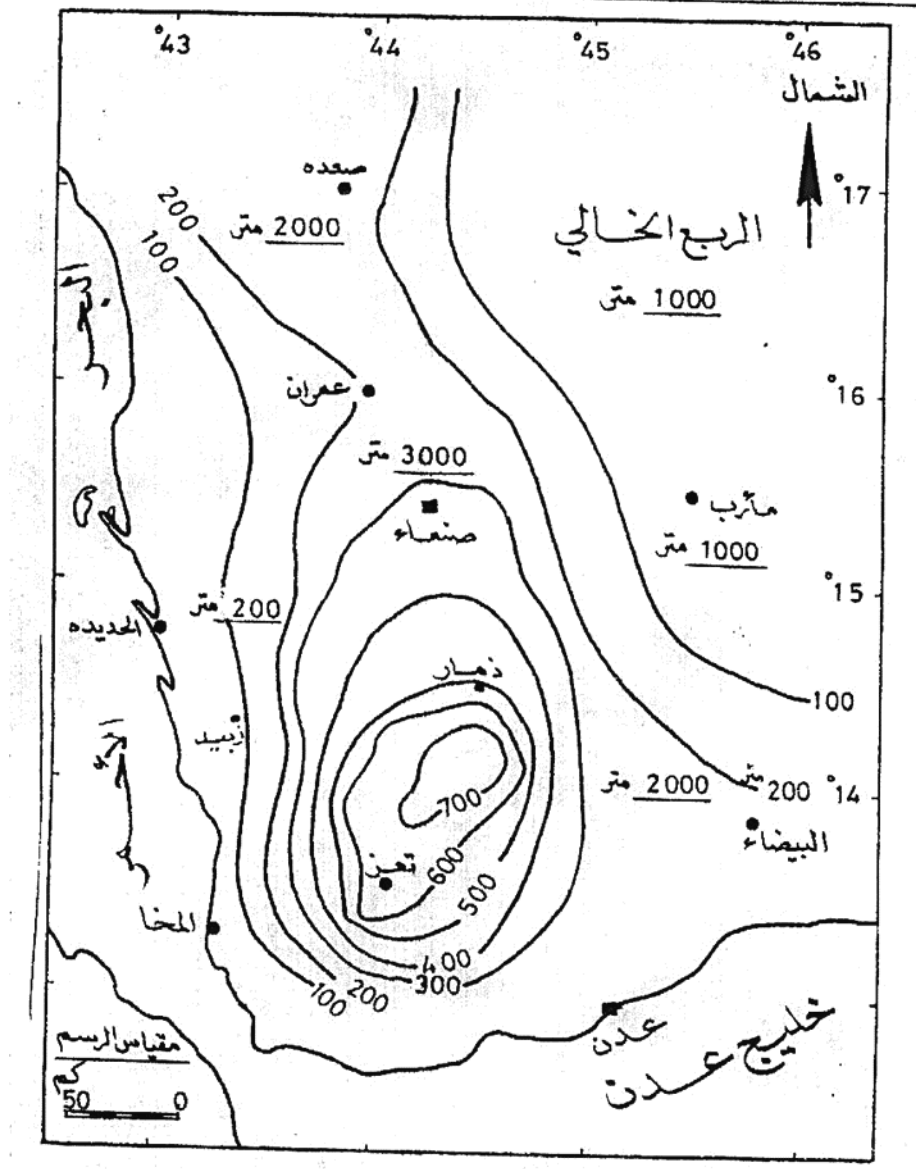 °43 °44 °45 °46
الشمال
°17
صعده
2000 متر
200
100
الربع الخالي
1000 متر
البحر
°16
عمران
3000 متر
مأرب
صنعاء
1000 متر
°15
200 متر
الحديده
ذمار
100
زبيد
الأحمر
2000 متر
متر
200
°14
700
البيضاء
600
تعز
500
المخا
400
300
200
100
عدن
خليج عدن
مقياس الرسم
كم
50 0